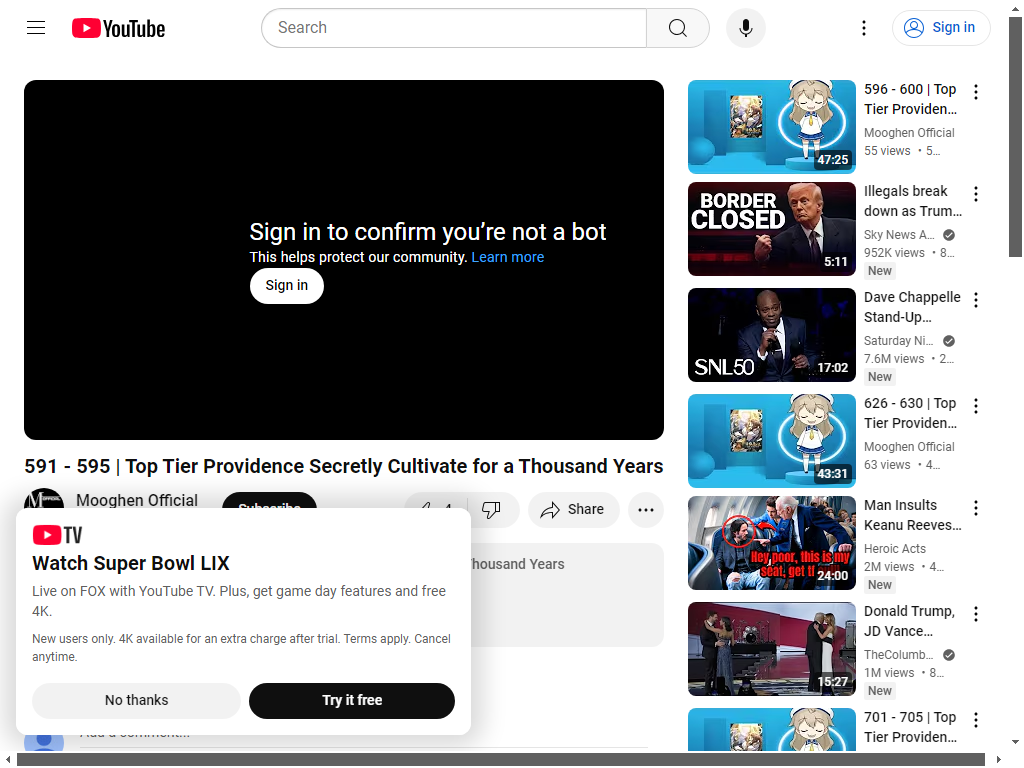 YouTube
Search
Sign in
Sign in to confirm you're not a bot
This helps protect our community. Learn more
Sign in
591 - 595 | Top Tier Providence Secretly Cultivate for a Thousand Years
Mooghen Official
Subscribe
4
Share
Thousand Years
TV
Watch Super Bowl LIX
Live on FOX with YouTube TV. Plus, get game day features and free
4K.
New users only. 4K available for an extra charge after trial. Terms apply. Cancel
anytime.
No thanks
Try it free
Add a comment...
47:25
596 - 600 | Top
Tier Providen...
Mooghen Official
55 views • 5...
BORDER
CLOSED
5:11
Illegals break
down as Trum...
Sky News A...
952K views • 8...
New
SNL50
17:02
Dave Chappelle
Stand-Up...
Saturday Ni...
7.6M views • 2...
New
43:31
626 - 630 | Top
Tier Providen...
Mooghen Official
63 views • 4...
Hey poor, this is my
seat, get
24:00
Man Insults
Keanu Reeves...
Heroic Acts
2M views • 4...
New
15:27
Donald Trump,
JD Vance...
TheColumb...
1M views • 8...
New
701 - 705 | Top
Tier Providen...